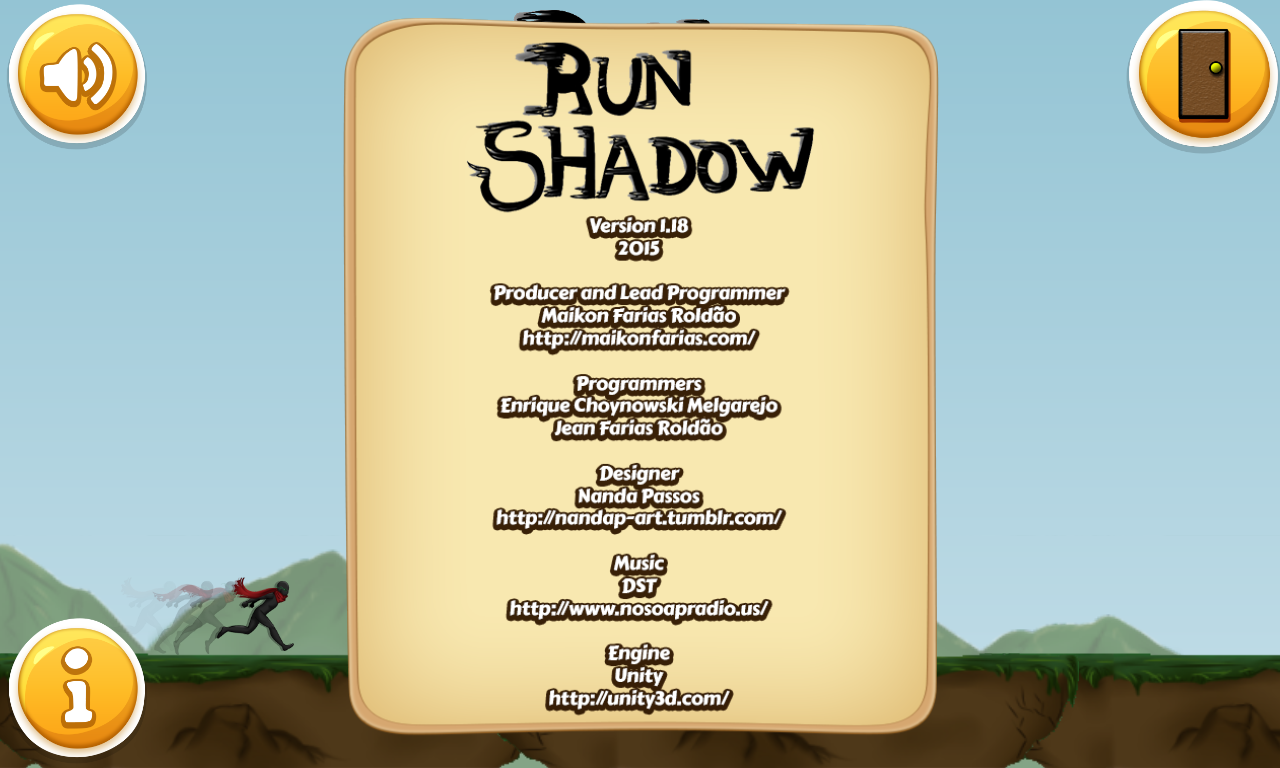 RUN
SHADOW
Version 1.18
2015
Producer and Lead Programmer
Maikon Farias Roldão
http://maikonfarias.com/
Programmers
Enrique Choynowski Melgarejo
Jean Farias Roldão
Designer
Nanda Passos
http://nandap-art.tumblr.com/
Music
DST
http://www.nosoapradio.us/
Engine
Unity
http://unity3d.com/